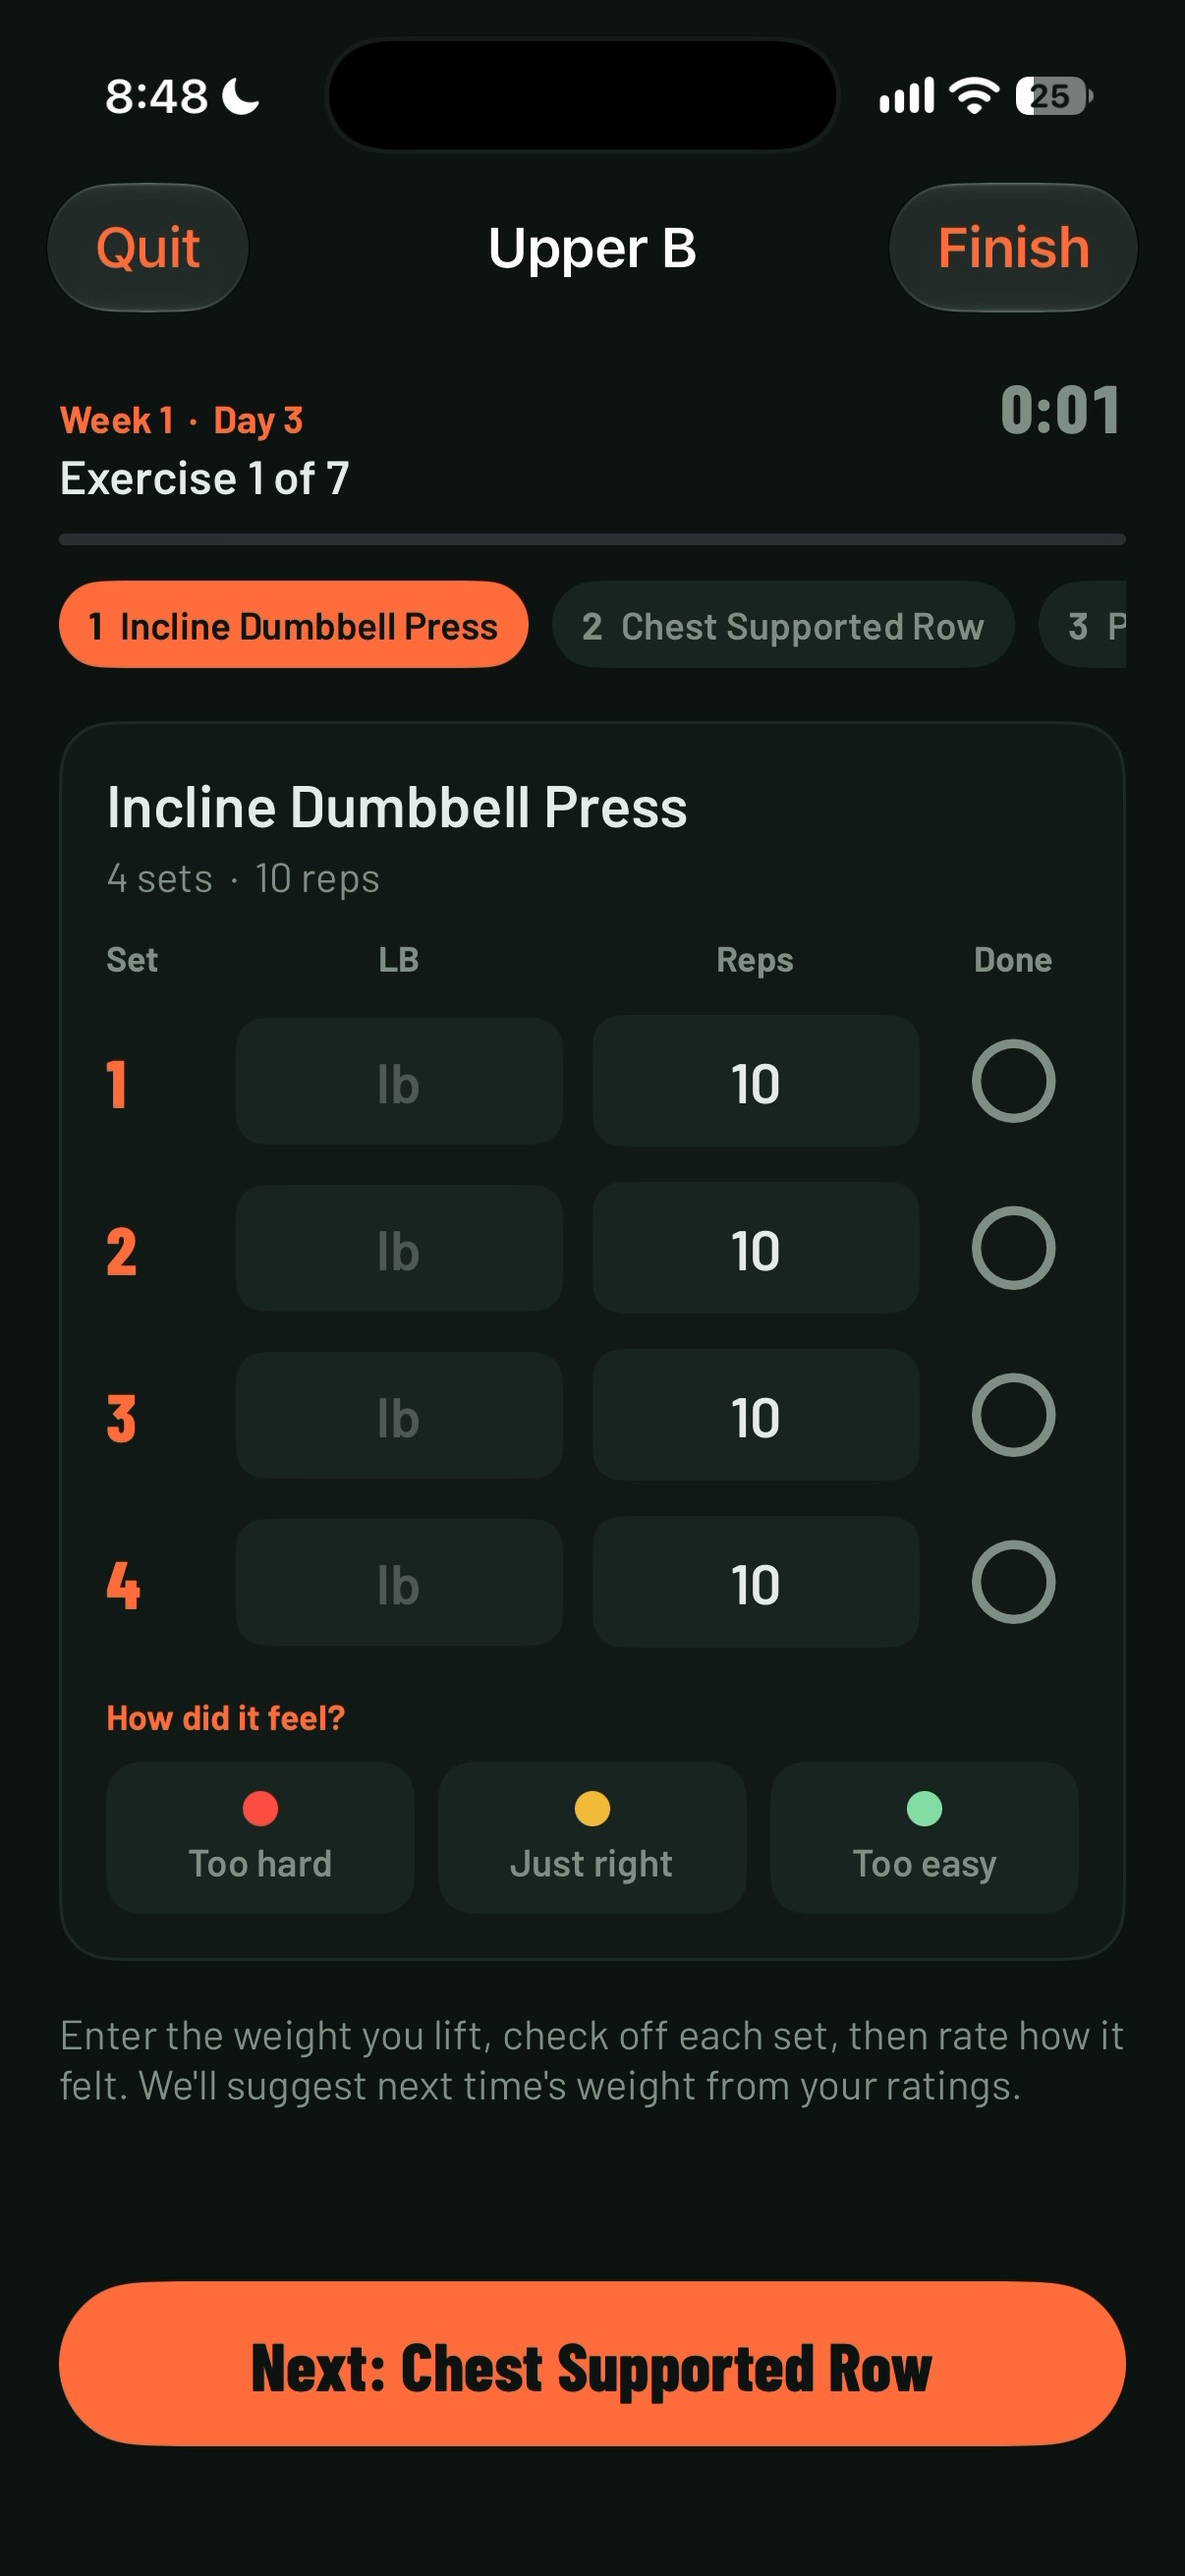 8:48
25
Quit
Upper B
Finish
Week 1 · Day 3
0:01
Exercise 1 of 7
1 Incline Dumbbell Press
2 Chest Supported Row
3 P
Incline Dumbbell Press
4 sets · 10 reps
Set LB Reps Done
1 lb 10
2 lb 10
3 lb 10
4 lb 10
How did it feel?
Too hard
Just right
Too easy
Enter the weight you lift, check off each set, then rate how it
felt. We'll suggest next time's weight from your ratings.
Next: Chest Supported Row